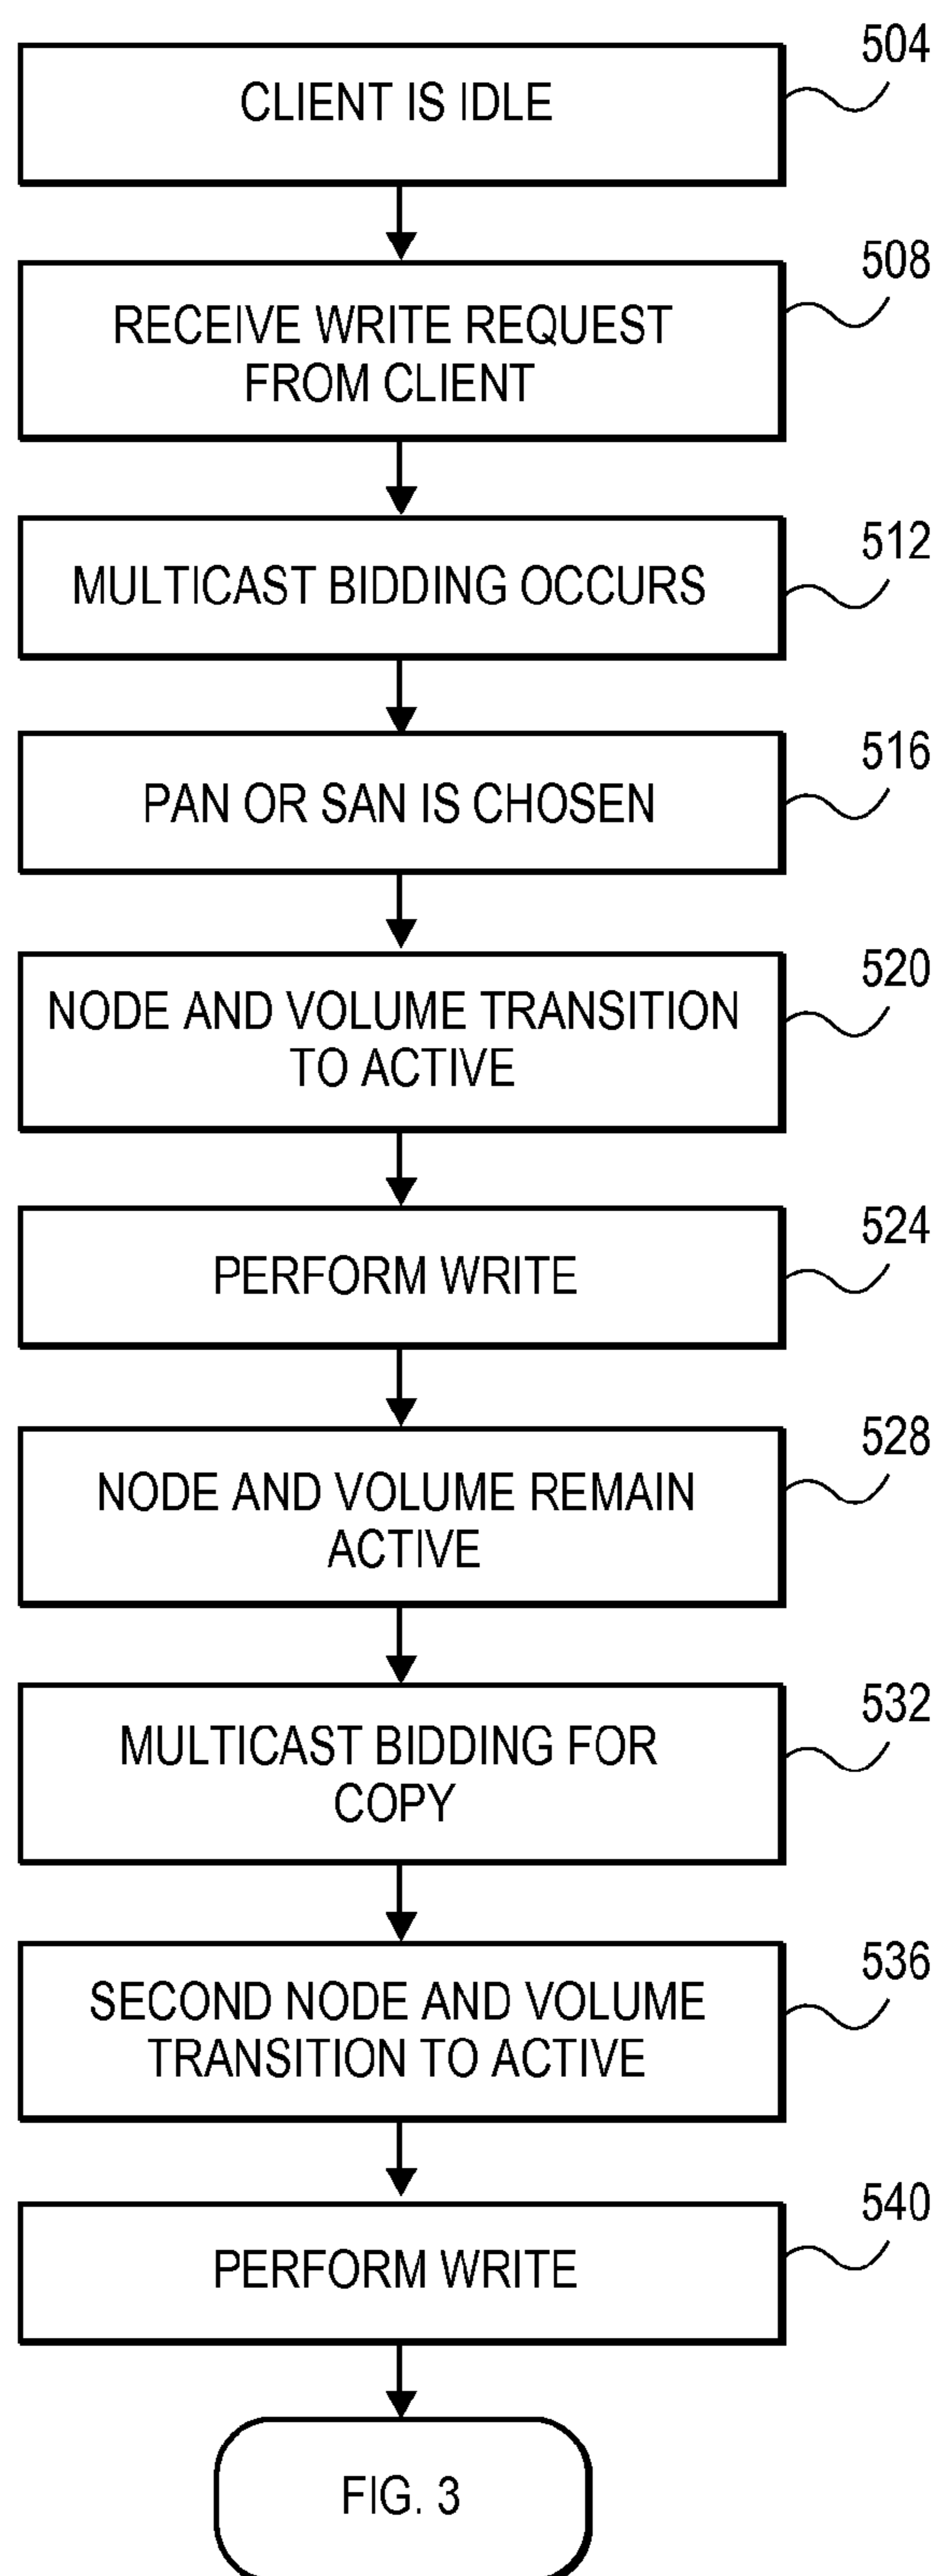 504
CLIENT IS IDLE
508
RECEIVE WRITE REQUEST
FROM CLIENT
512
MULTICAST BIDDING OCCURS
516
PAN OR SAN IS CHOSEN
520
NODE AND VOLUME TRANSITION
TO ACTIVE
524
PERFORM WRITE
528
NODE AND VOLUME REMAIN
ACTIVE
532
MULTICAST BIDDING FOR
COPY
536
SECOND NODE AND VOLUME
TRANSITION TO ACTIVE
540
PERFORM WRITE
FIG. 3